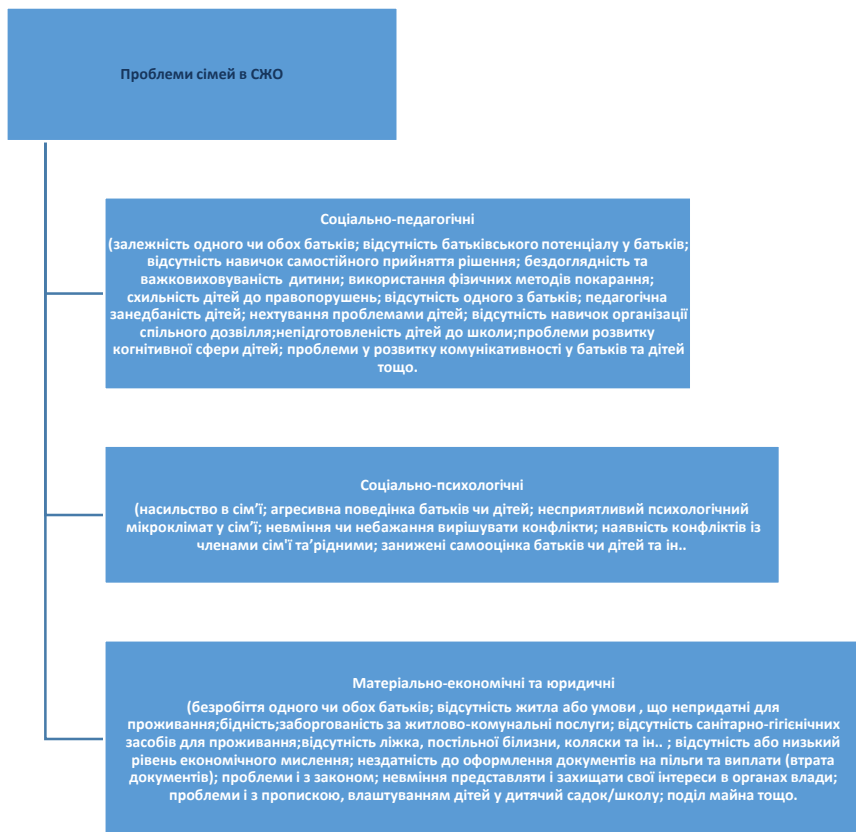 Проблеми сімей в СЖО
Соціально-педагогічні
(залежність одного чи обох батьків; відсутність батьківського потенціалу у батьків;
відсутність навичок самостійного прийняття рішення; бездоглядність та
важковиховуваність дитини; використання фізичних методів покарання;
схильність дітей до правопорушень; відсутність одного з батьків; педагогічна
занедбаність дітей; нехтування проблемами дітей; відсутність навичок організації
спільного дозвілля;непідготовленість дітей до школи;проблеми розвитку
когнітивної сфери дітей; проблеми у розвитку комунікативності у батьків та дітей
тощо.
Соціально-психологічні
(насильство в сім’ї; агресивна поведінка батьків чи дітей; несприятливий психологічний
мікроклімат у сім’ї; невміння чи небажання вирішувати конфлікти; наявність конфліктів із
членами сім'ї та’рідними; занижені самооцінка батьків чи дітей та ін..
Матеріально-економічні та юридичні
(безробіття одного чи обох батьків; відсутність житла або умови , що непридатні для
проживання;бідність;заборгованість за житлово-комунальні послуги; відсутність санітарно-гігієнічних
засобів для проживання;відсутність ліжка, постільної білизни, коляски та ін.. ; відсутність або низький
рівень економічного мислення; нездатність до оформлення документів на пільги та виплати (втрата
документів); проблеми і з законом; невміння представляти і захищати свої інтереси в органах влади;
проблеми і з пропискою, влаштуванням дітей у дитячий садок/школу; поділ майна тощо.